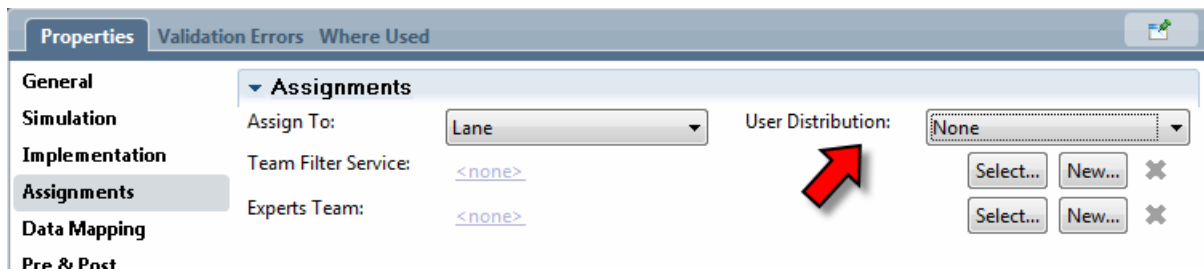 Properties Validation Errors Where Used
General
Simulation
Implementation
Assignments
Data Mapping
Pre & Post
Assignments
Assign To: Lane User Distribution: None
Team Filter Service: <none> Select... New...
Experts Team: <none> Select... New...